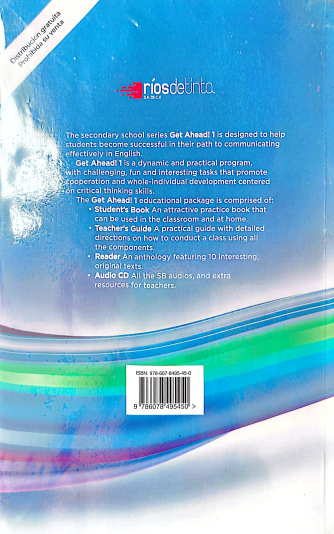 Distribución gratuita
Prohibida su venta
ríosdetinta
S.A. DE C.V.
The secondary school series Get Ahead! 1 is designed to help
students become successful in their path to communicating
effectively in English.
Get Ahead! 1 is a dynamic and practical program,
with challenging, fun and interesting tasks that promote
cooperation and whole-individual development centered
on critical thinking skills.
The Get Ahead! 1 educational package is comprised of:
• Student's Book An attractive practice book that
can be used in the classroom and at home.
• Teacher's Guide A practical guide with detailed
directions on how to conduct a class using all
the components.
• Reader An anthology featuring 10 interesting,
original texts.
• Audio CD All the SB audios, and extra
resources for teachers.
ISBN: 978-607-8495-45-0
9 786078 495450 >